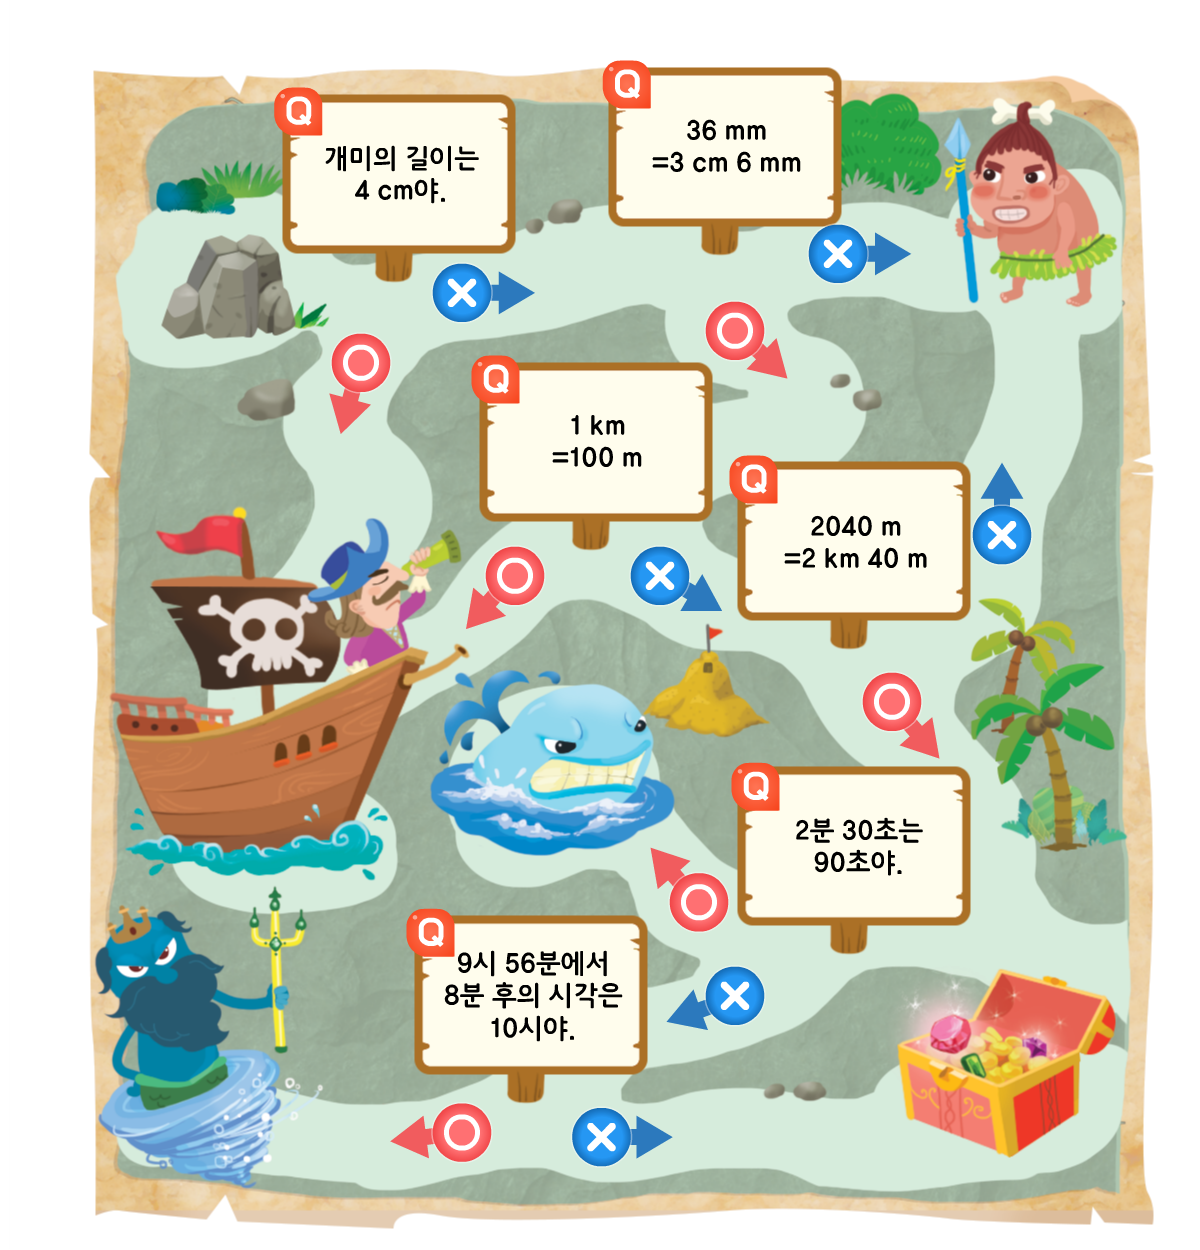 Q
개미의 길이는
4 cm야.
Q
36 mm
=3 cm 6 mm
Q
1 km
=100 m
Q
2040 m
=2 km 40 m
Q
2분 30초는
90초야.
Q
9시 56분에서
8분 후의 시각은
10시야.